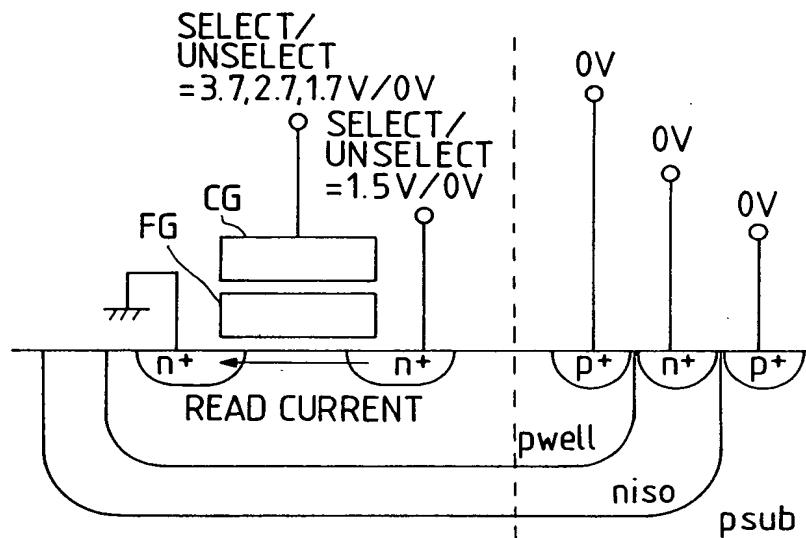 SELECT/
UNSELECT
=3.7,2.7,1.7V/0V
SELECT/
UNSELECT
=1.5V/0V
0V
0V
0V
CG
FG
n+
n+
p+
n+
p+
READ CURRENT
pwell
niso
psub